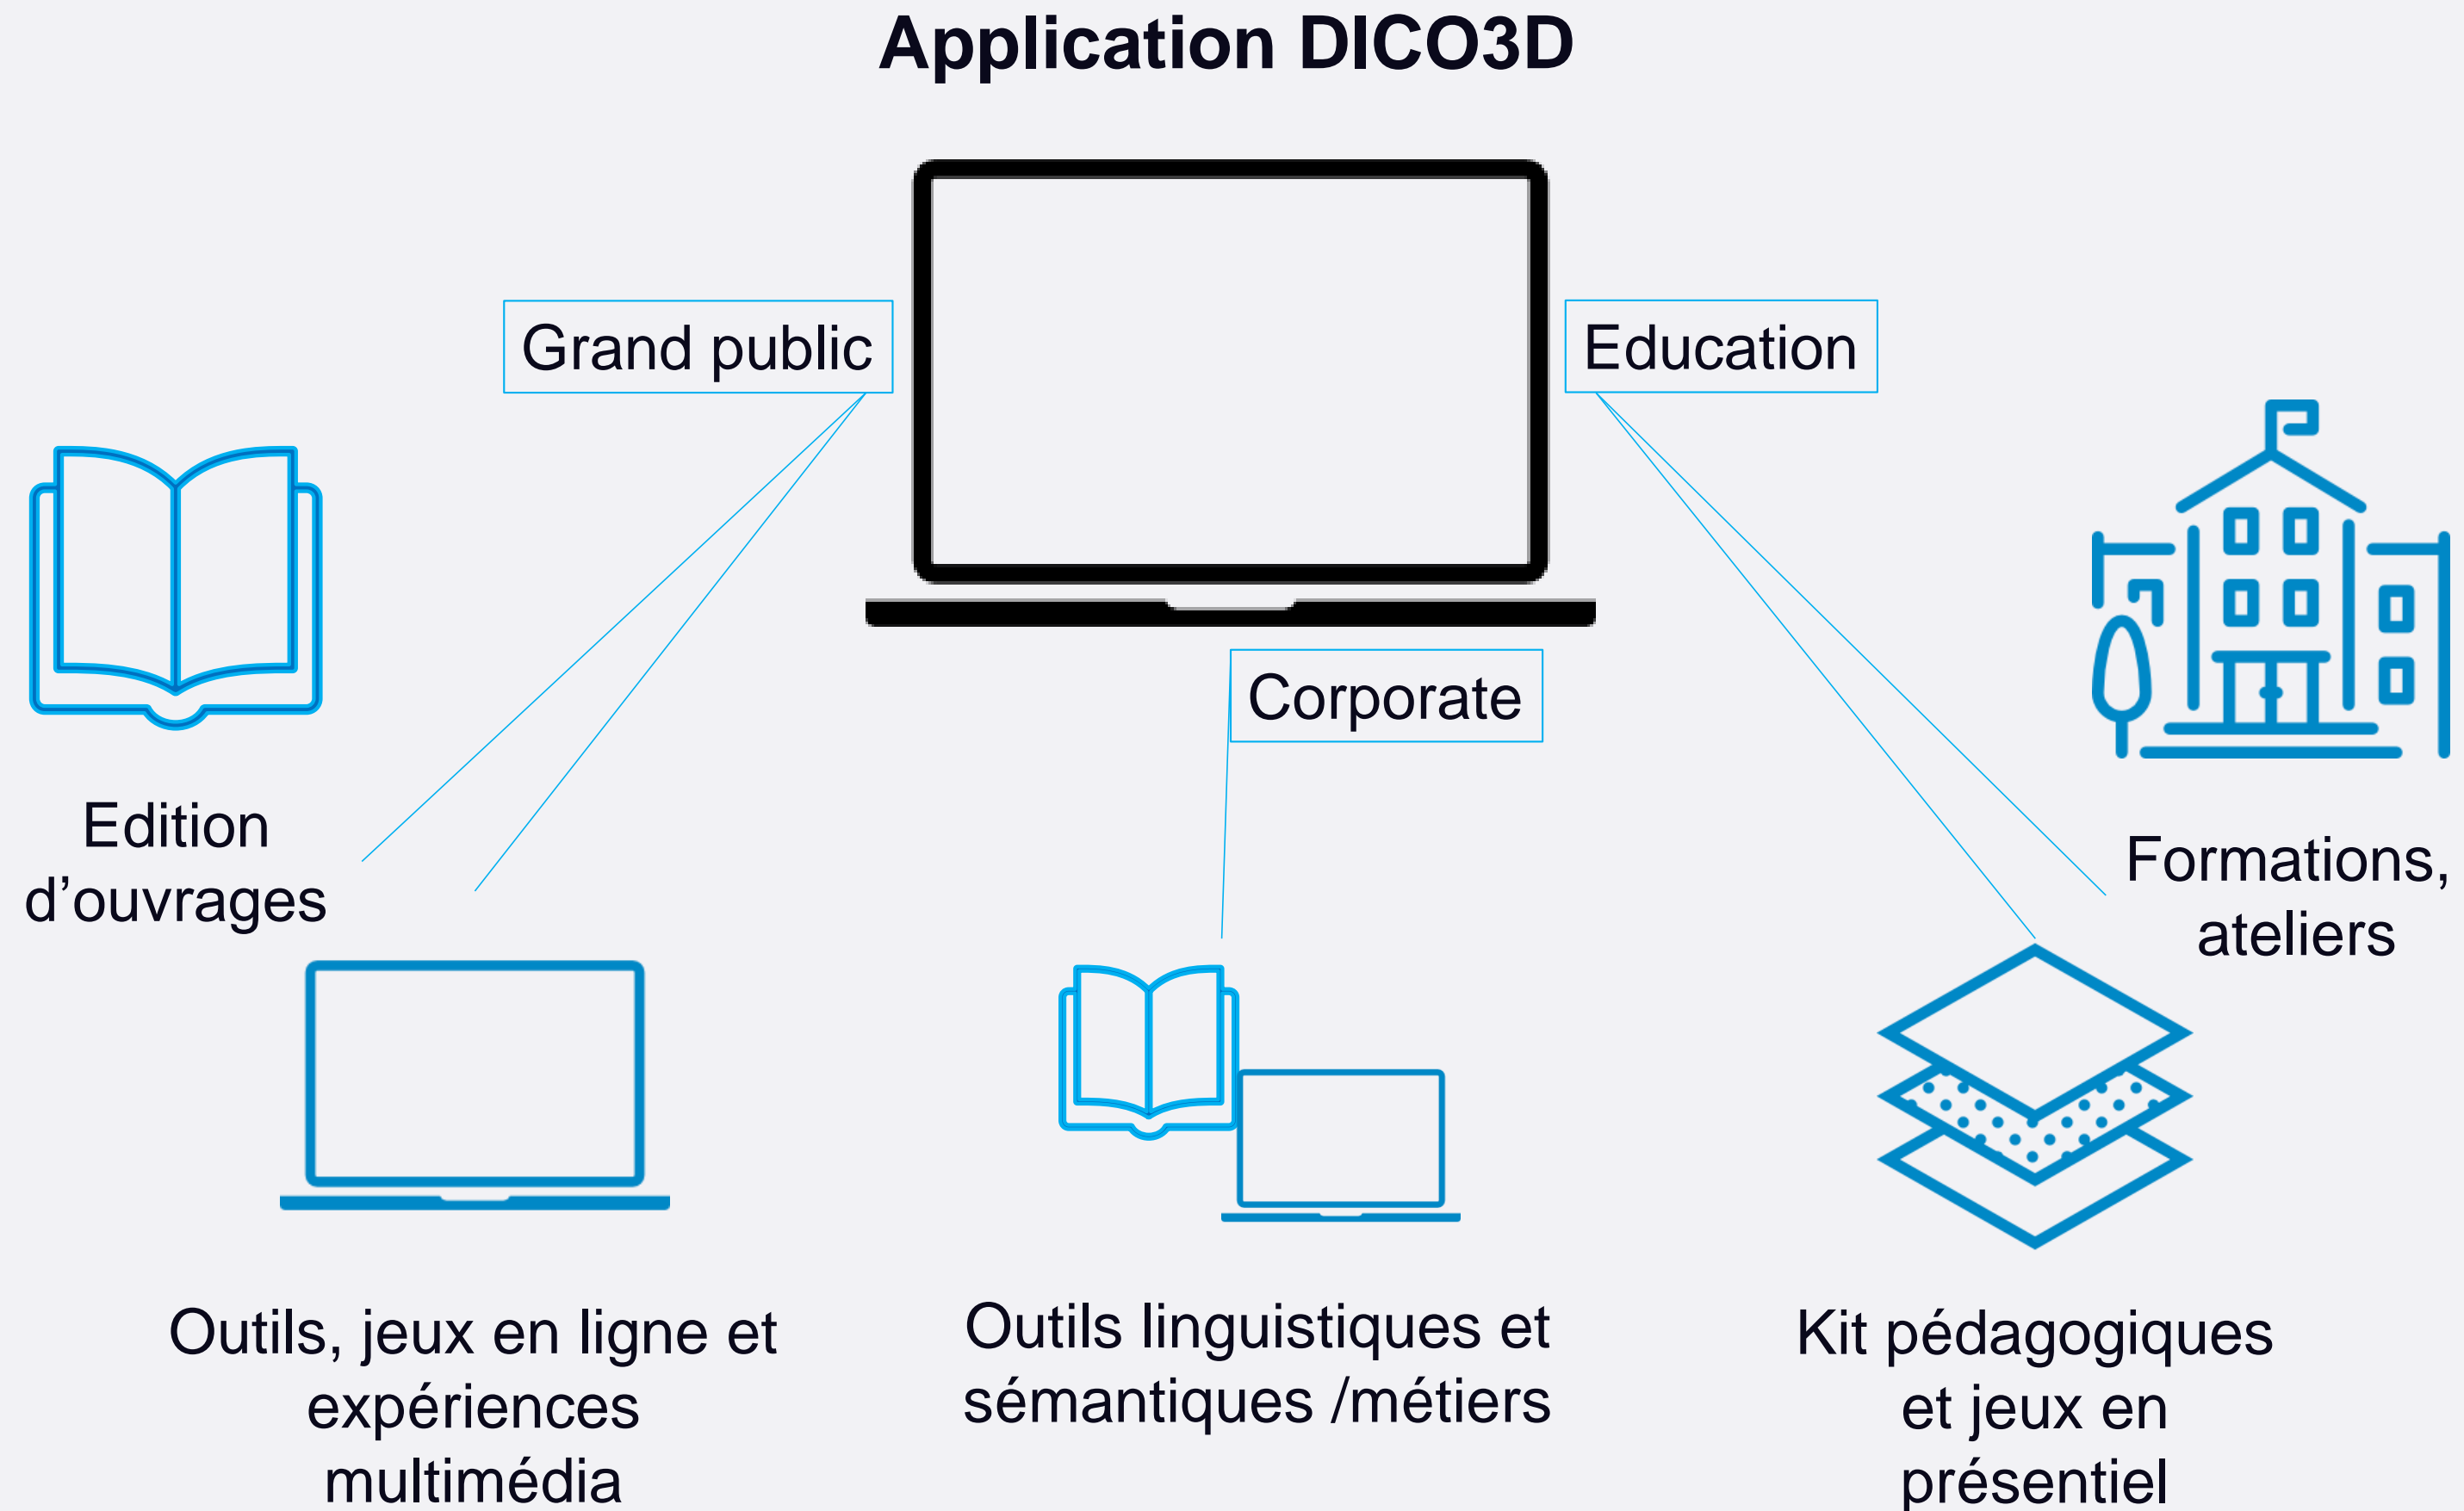 Application DICO3D
Grand public
Education
Corporate
Edition
d’ouvrages
Formations,
ateliers
Outils, jeux en ligne et
expériences
multimédia
Outils linguistiques et
sémantiques /métiers
Kit pédagogiques
et jeux en
présentiel